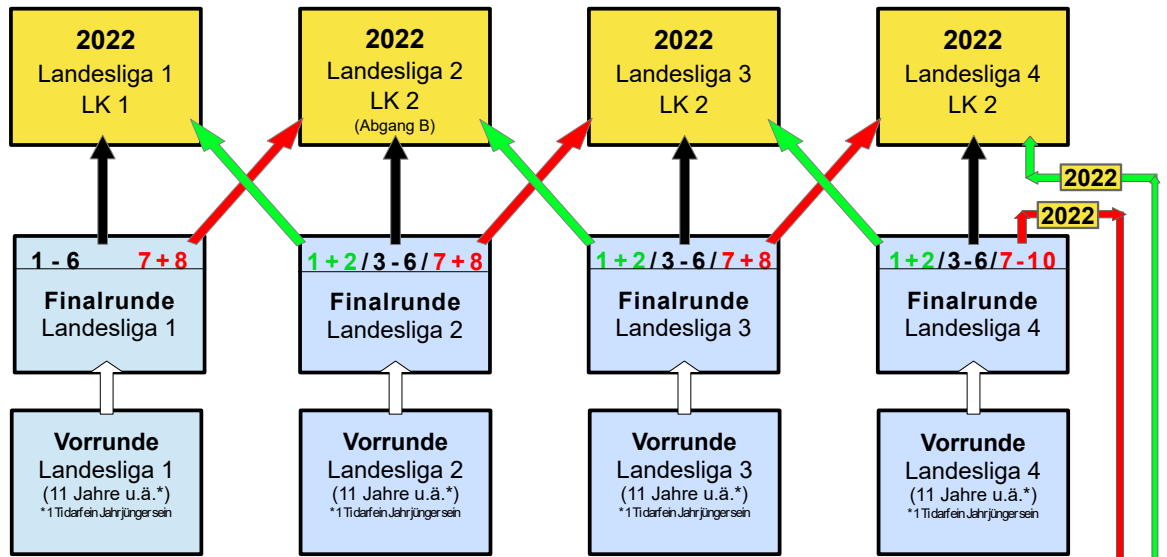 2022
Landesliga 1
LK 1
2022
Landesliga 2
LK 2
(Abgang B)
2022
Landesliga 3
LK 2
2022
Landesliga 4
LK 2
2022
2022
1 - 6 7 + 8
Finalrunde
Landesliga 1
1 + 2 / 3 - 6 / 7 + 8
Finalrunde
Landesliga 2
1 + 2 / 3 - 6 / 7 + 8
Finalrunde
Landesliga 3
1 + 2 / 3 - 6 / 7 - 10
Finalrunde
Landesliga 4
Vorrunde
Landesliga 1
(11 Jahre u.ä.*)
* 1 Ti darf ein Jahr jünger sein
Vorrunde
Landesliga 2
(11 Jahre u.ä.*)
* 1 Ti darf ein Jahr jünger sein
Vorrunde
Landesliga 3
(11 Jahre u.ä.*)
* 1 Ti darf ein Jahr jünger sein
Vorrunde
Landesliga 4
(11 Jahre u.ä.*)
* 1 Ti darf ein Jahr jünger sein